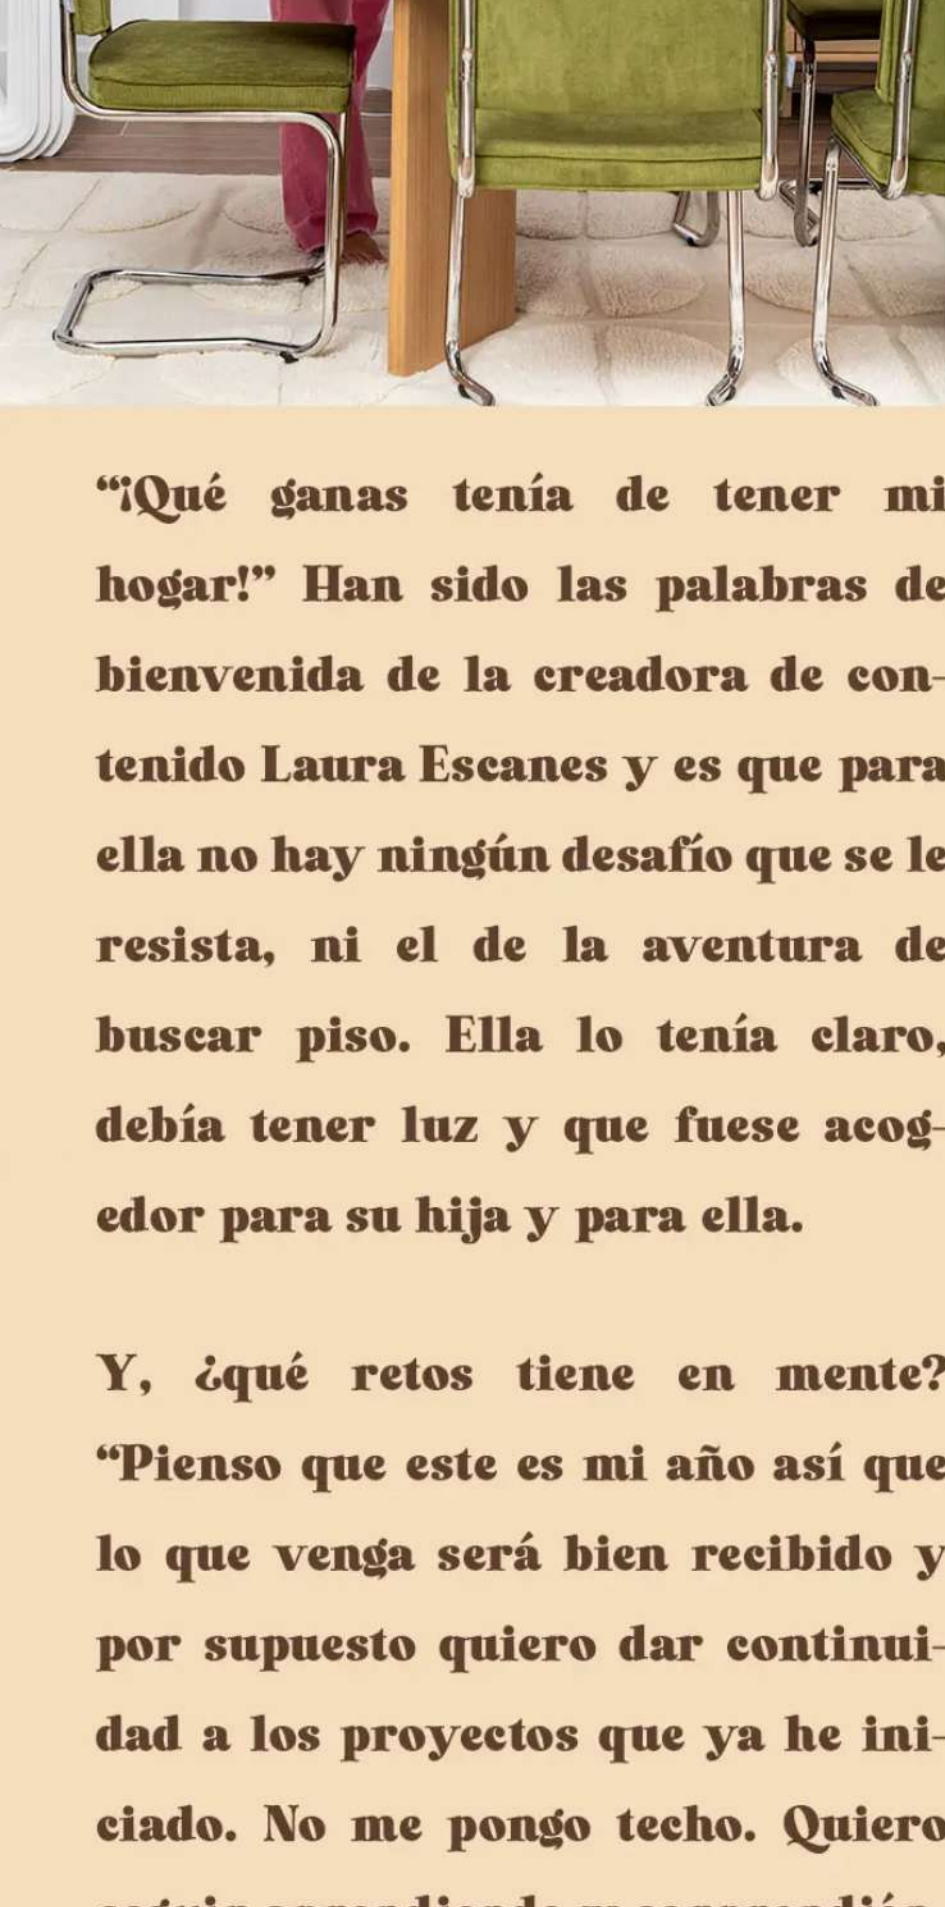 “¡Qué ganas tenía de tener mi
hogar!” Han sido las palabras de
bienvenida de la creadora de con-
tenido Laura Escanes y es que para
ella no hay ningún desafío que se le
resista, ni el de la aventura de
buscar piso. Ella lo tenía claro,
debía tener luz y que fuese acog-
edor para su hija y para ella.
Y, ¿qué retos tiene en mente?
“Pienso que este es mi año así que
lo que venga será bien recibido y
por supuesto quiero dar continui-
dad a los proyectos que ya he ini-
ciado. No me pongo techo. Quiero